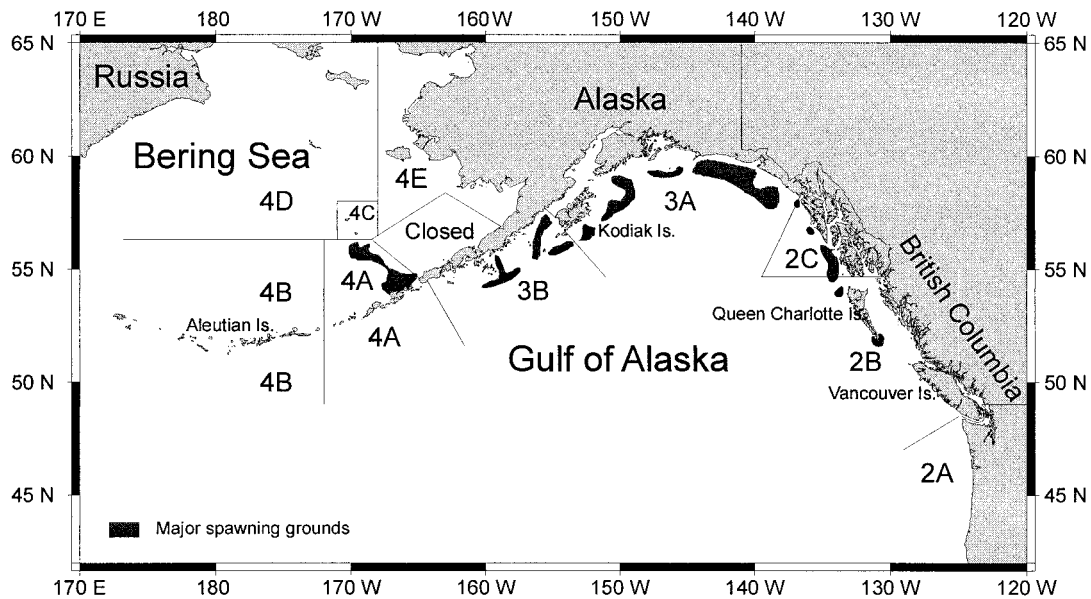 170 E 180 170 W 160 W 150 W 140 W 130 W 120 W
65 N 65 N
Russia
Alaska
60 N 60 N
Bering Sea
4E
4D
3A
4C
Closed
Kodiak Is.
British Columbia
2C
55 N 55 N
4A
4B
3B
Queen Charlotte Is.
Aleutian Is.
4A
Gulf of Alaska
2B
4B
50 N 50 N
Vancouver Is.
2A
45 N 45 N
Major spawning grounds
170 E 180 170 W 160 W 150 W 140 W 130 W 120 W